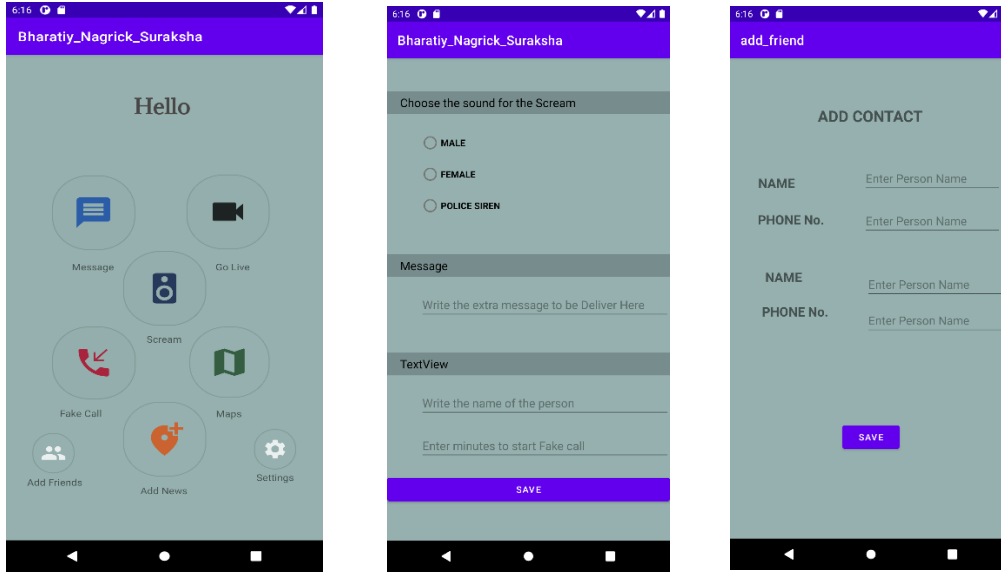 6:16
Bharatiy_Nagrick_Suraksha
Hello
Message
Go Live
Scream
Fake Call
Maps
Add Friends
Add News
Settings
6:16
Bharatiy_Nagrick_Suraksha
Choose the sound for the Scream
MALE
FEMALE
POLICE SIREN
Message
Write the extra message to be Deliver Here
TextView
Write the name of the person
Enter minutes to start Fake call
SAVE
6:16
add_friend
ADD CONTACT
NAME Enter Person Name
PHONE No. Enter Person Name
NAME Enter Person Name
PHONE No. Enter Person Name
SAVE